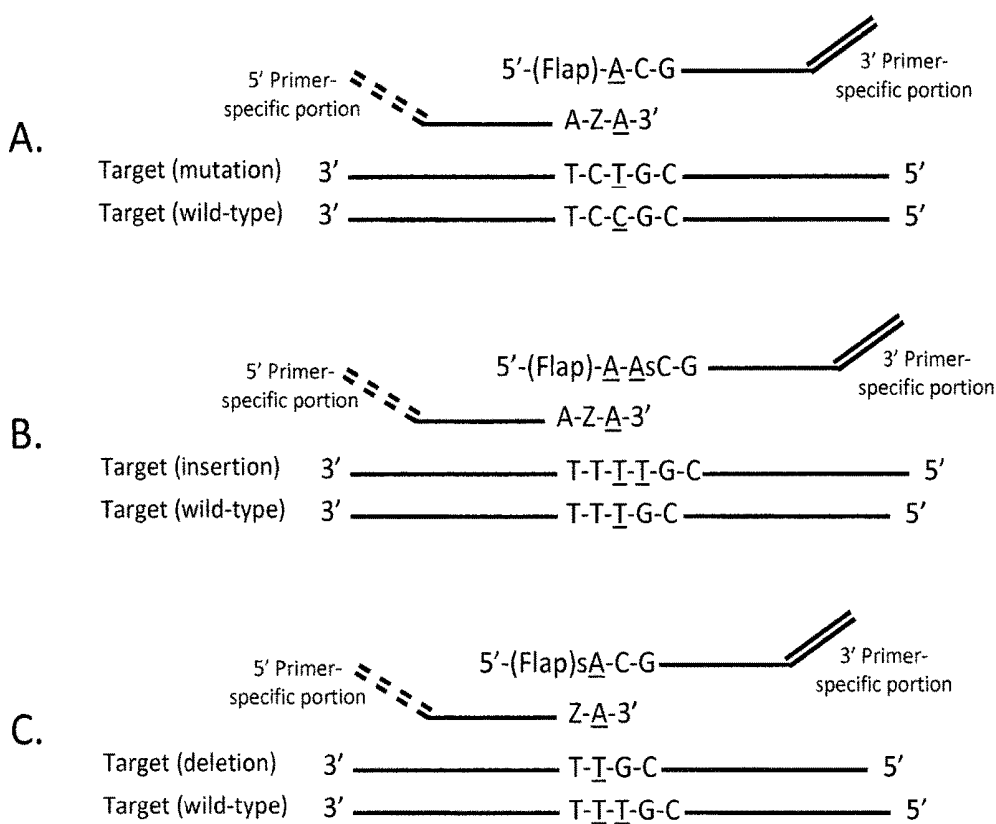 5'-(Flap)-A-C-G
5' Primer-
specific portion
3' Primer-
specific portion
A-Z-A-3'
A.
Target (mutation) 3' T-C-T-G-C 5'
Target (wild-type) 3' T-C-C-G-C 5'
5'-(Flap)-A-AsC-G
5' Primer-
specific portion
3' Primer-
specific portion
A-Z-A-3'
B.
Target (insertion) 3' T-T-T-T-G-C 5'
Target (wild-type) 3' T-T-T-G-C 5'
5'-(Flap)sA-C-G
5' Primer-
specific portion
3' Primer-
specific portion
Z-A-3'
C.
Target (deletion) 3' T-T-G-C 5'
Target (wild-type) 3' T-T-T-G-C 5'